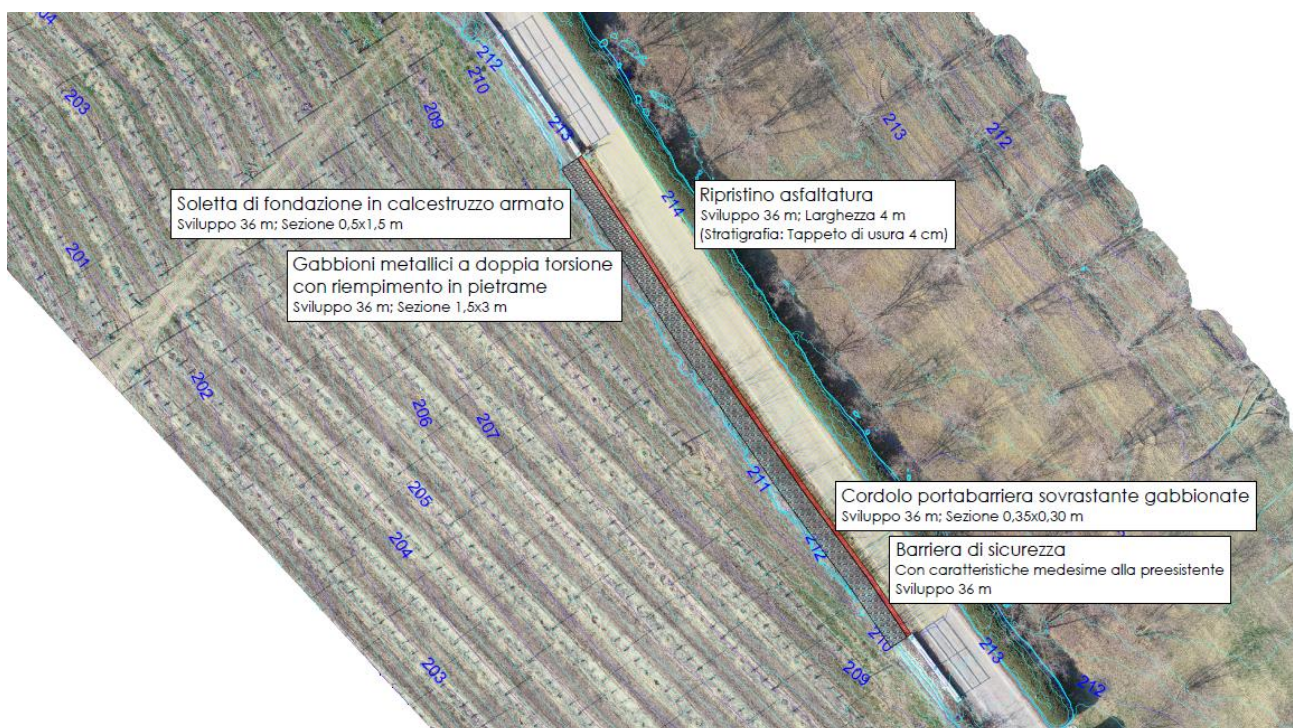 204
203
212
210
209
213
213
212
214
Soletta di fondazione in calcestruzzo armato
Sviluppo 36 m; Sezione 0,5x1,5 m
Ripristino asfaltatura
Sviluppo 36 m; Larghezza 4 m
(Stratigrafia: Tappeto di usura 4 cm)
201
Gabbioni metallici a doppia torsione
con riempimento in pietrame
Sviluppo 36 m; Sezione 1,5x3 m
202
206
207
205
204
211
212
Cordolo portabarriera sovrastante gabbionate
Sviluppo 36 m; Sezione 0,35x0,30 m
Barriera di sicurezza
Con caratteristiche medesime alla preesistente
Sviluppo 36 m
210
209
203
213
212